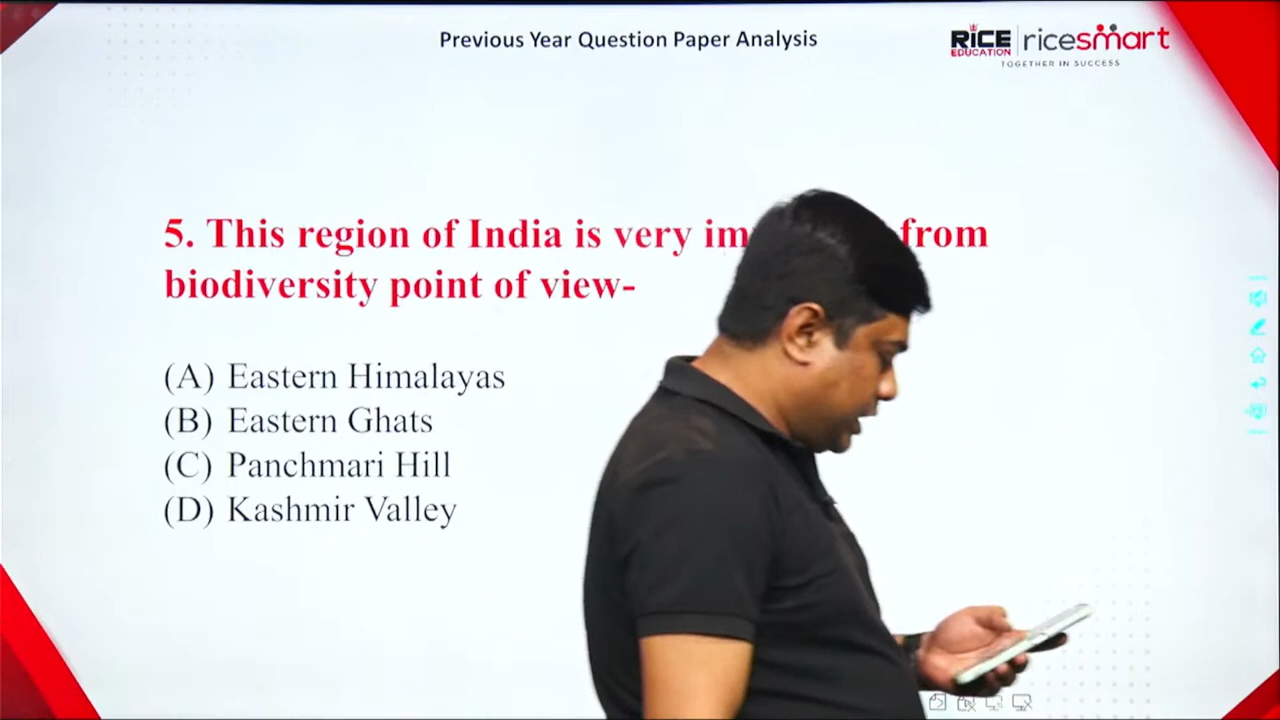 Previous Year Question Paper Analysis
RICE
EDUCATION
ricesmart
TOGETHER IN SUCCESS
5. This region of India is very from
biodiversity point of view-
(A) Eastern Himalayas
(B) Eastern Ghats
(C) Panchmari Hill
(D) Kashmir Valley